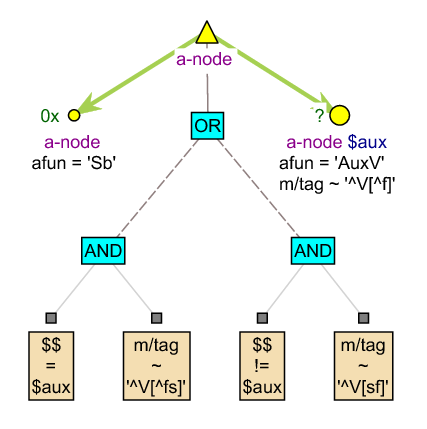 a-node
0x
?
a-node
afun = 'Sb'
a-node $aux
afun = 'AuxV'
m/tag ~ '^V[^f]'
OR
AND
AND
$$
=
$aux
m/tag
~
'^V[^fs]'
$$
!=
$aux
m/tag
~
'^V[sf]'